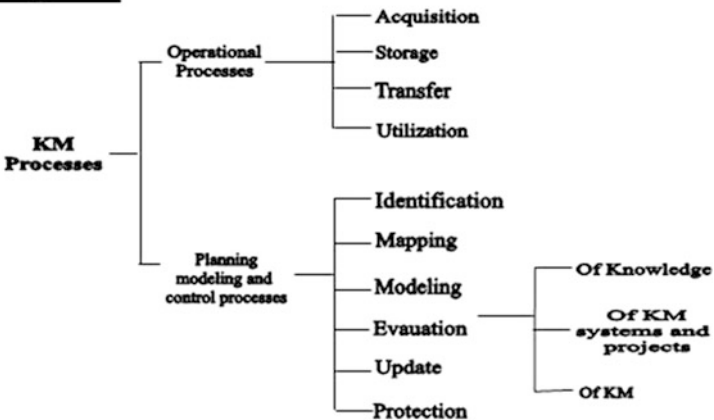 KM
Processes
Operational
Processes
Acquisition
Storage
Transfer
Utilization
Planning
modeling and
control processes
Identification
Mapping
Modeling
Evauation
Update
Protection
Of Knowledge
Of KM
systems and
projects
Of KM